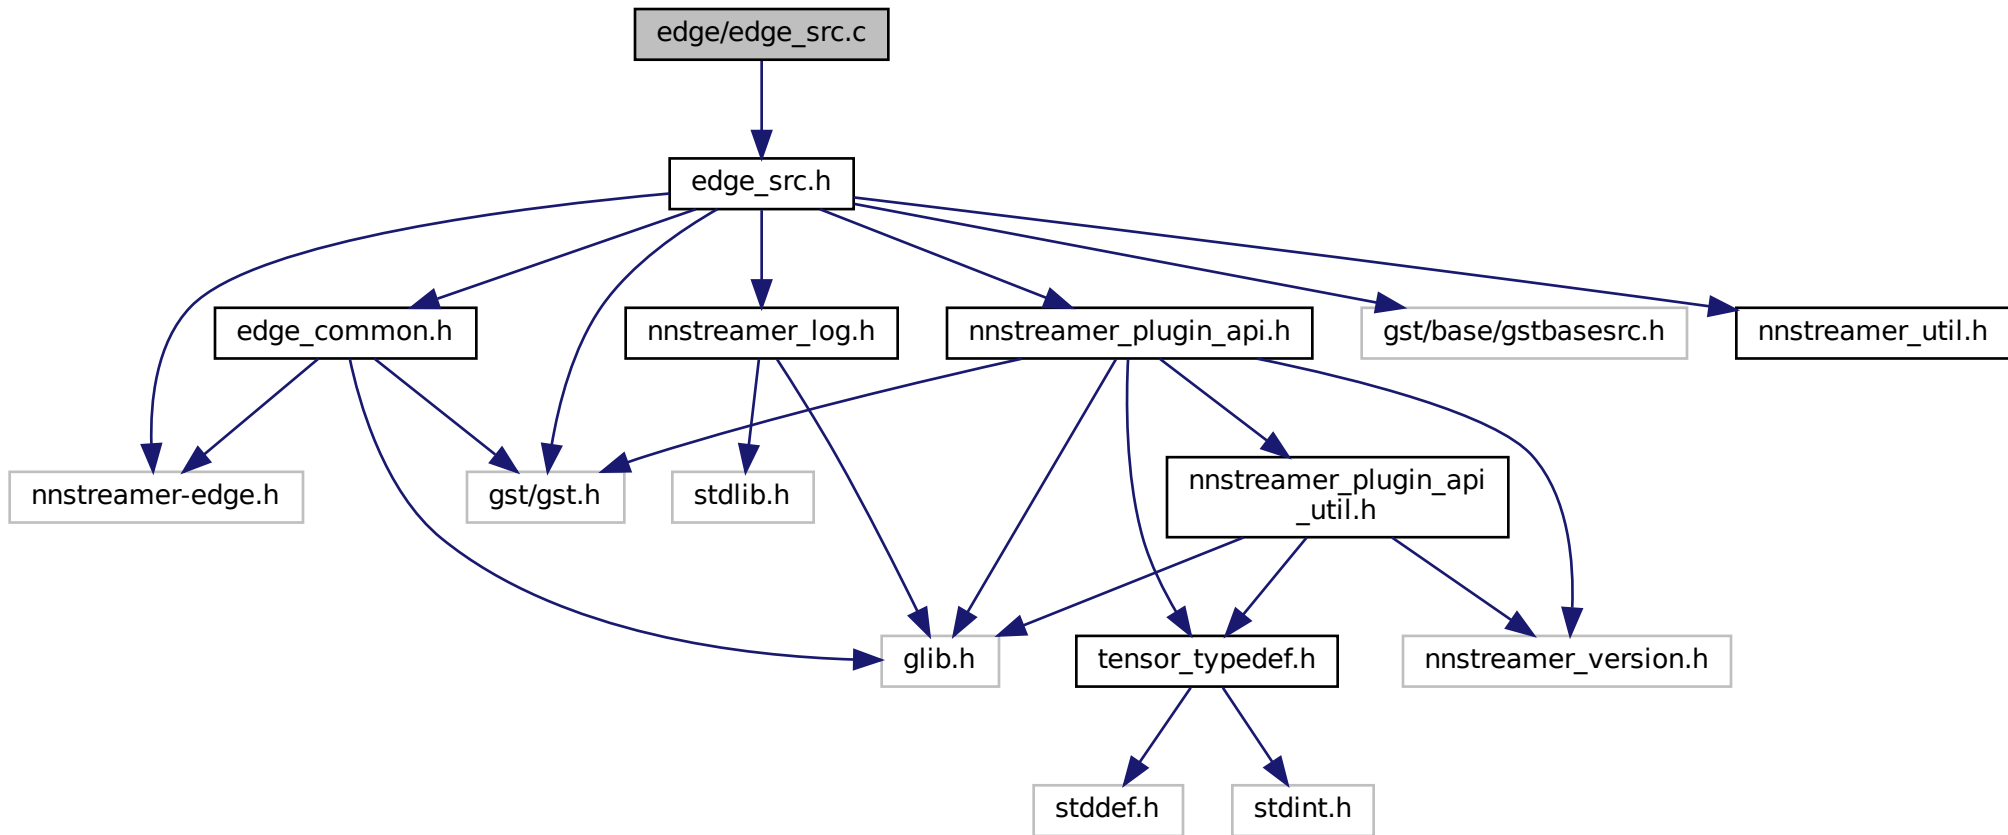 edge/edge_src.c
edge_src.h
edge_common.h
nnstreamer_log.h
nnstreamer_plugin_api.h
gst/base/gstbasesrc.h
nnstreamer_util.h
nnstreamer-edge.h
gst/gst.h
stdlib.h
nnstreamer_plugin_api
_util.h
glib.h
tensor_typedef.h
nnstreamer_version.h
stddef.h
stdint.h